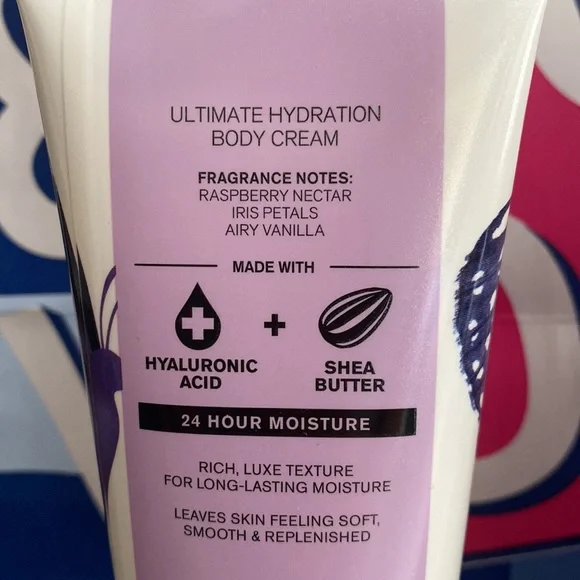 ULTIMATE HYDRATION
BODY CREAM
FRAGRANCE NOTES:
RASPBERRY NECTAR
IRIS PETALS
AIRY VANILLA
MADE WITH
HYALURONIC
ACID
+
SHEA
BUTTER
24 HOUR MOISTURE
RICH, LUXE TEXTURE
FOR LONG-LASTING MOISTURE
LEAVES SKIN FEELING SOFT,
SMOOTH & REPLENISHED